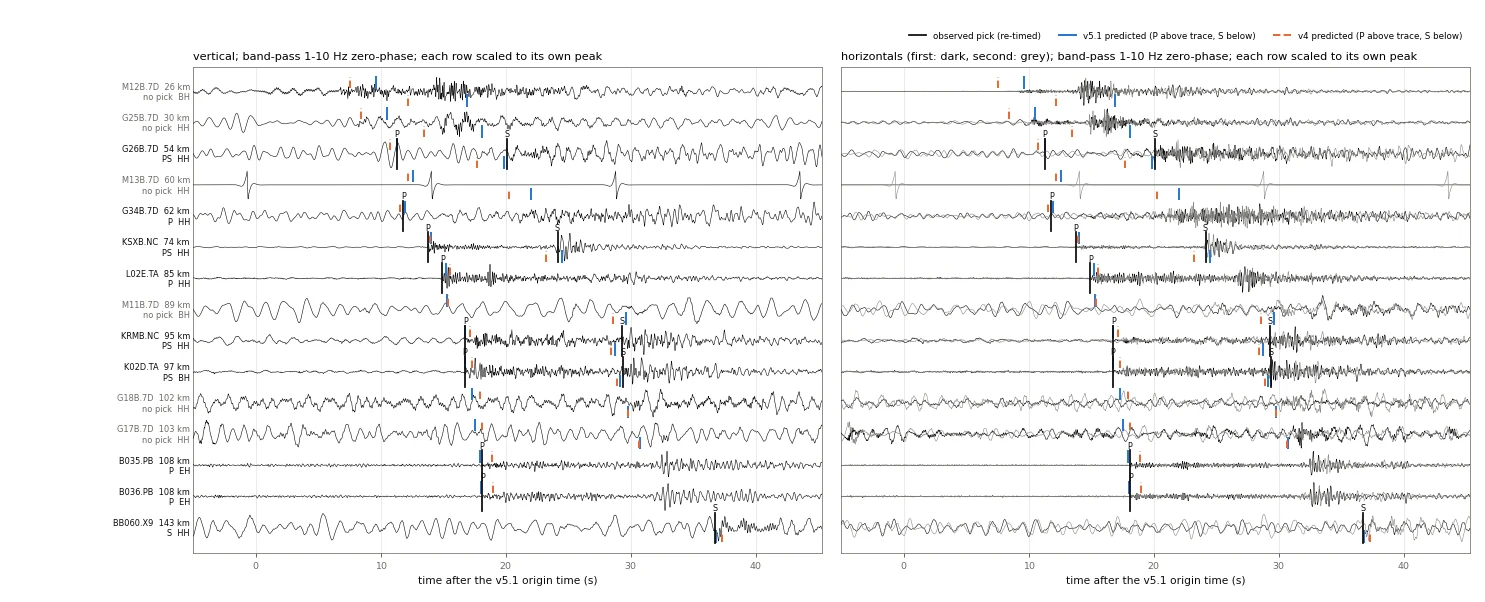 observed pick (re-timed) v5.1 predicted (P above trace, S below) v4 predicted (P above trace, S below)
vertical; band-pass 1-10 Hz zero-phase; each row scaled to its own peak
horizontals (first: dark, second: grey); band-pass 1-10 Hz zero-phase; each row scaled to its own peak
M12B.7D 26 km
no pick BH
G25B.7D 30 km
no pick HH
P S P S
G26B.7D 54 km
PS HH
M13B.7D 60 km
no pick HH
P P
G34B.7D 62 km
P HH
P S P S
K5XB.NC 74 km
PS HH
P P
L02E.TA 85 km
P HH
M11B.7D 89 km
no pick BH
P S P S
KRMB.NC 95 km
PS HH
P S P S
K02D.TA 97 km
PS BH
G18B.7D 102 km
no pick HH
G17B.7D 103 km
no pick HH
P P
B035.PB 108 km
P EH
P P
B036.PB 108 km
P EH
S S
BB060.X9 143 km
S HH
0 10 20 30 40
0 10 20 30 40
time after the v5.1 origin time (s)
time after the v5.1 origin time (s)